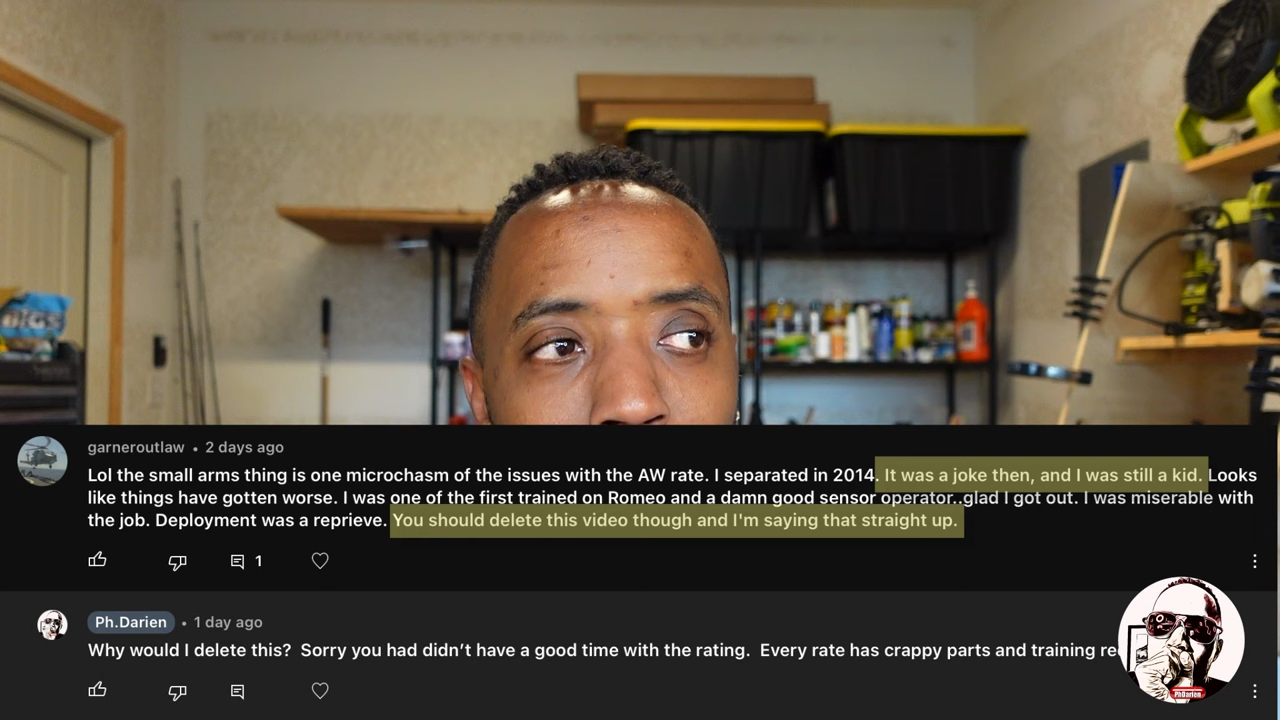 garneroutlaw • 2 days ago
Lol the small arms thing is one microchasm of the issues with the AW rate. I separated in 2014. It was a joke then, and I was still a kid. Looks
like things have gotten worse. I was one of the first trained on Romeo and a damn good sensor operator..glad I got out. I was miserable with
the job. Deployment was a reprieve. You should delete this video though and I'm saying that straight up.
1
Ph.Darien • 1 day ago
Why would I delete this? Sorry you had didn’t have a good time with the rating. Every rate has crappy parts and training
PhDarien